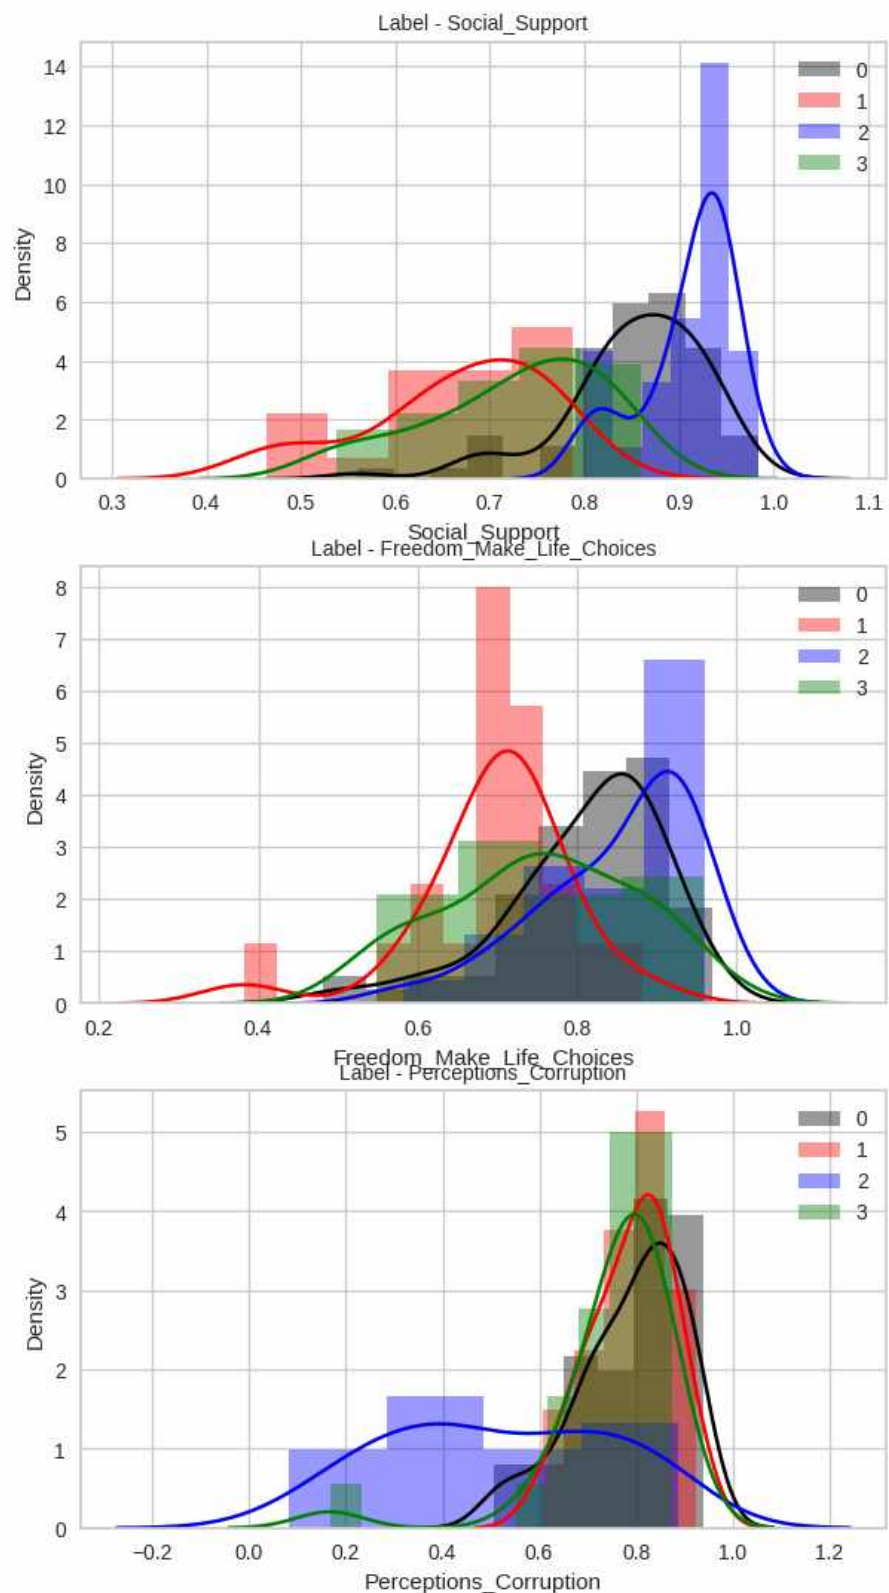 Label - Social_Support
14
12
10
8
6
4
2
0
Density
0
1
2
3
0.3 0.4 0.5 0.6 0.7 0.8 0.9 1.0 1.1
Social_Support
Label - Freedom_Make_Life_Choices
8
7
6
5
4
3
2
1
0
Density
0
1
2
3
0.2 0.4 0.6 0.8 1.0
Freedom_Make_Life_Choices
Label - Perceptions_Corruption
5
4
3
2
1
0
Density
0
1
2
3
−0.2 0.0 0.2 0.4 0.6 0.8 1.0 1.2
Perceptions_Corruption